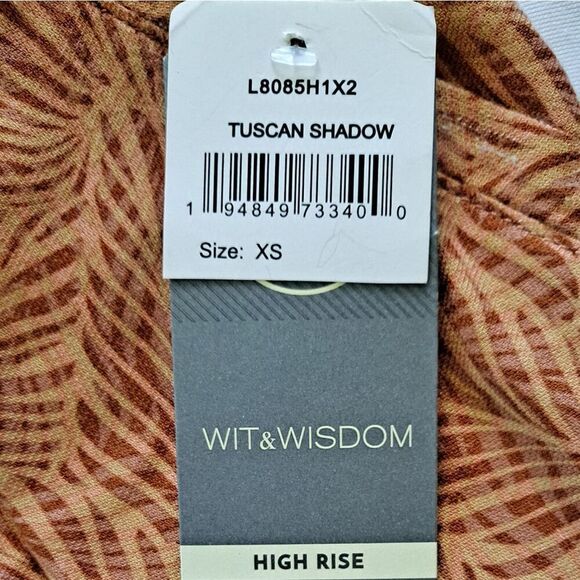 L8085H1X2
TUSCAN SHADOW
1 94849 73340 0
Size: XS
WIT&WISDOM
HIGH RISE